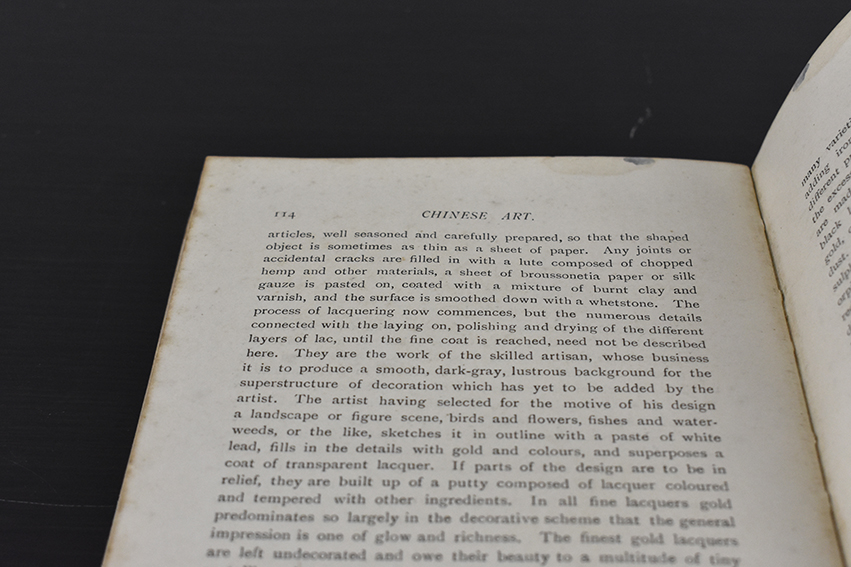 114
CHINESE ART.
articles, well seasoned and carefully prepared, so that the shaped
object is sometimes as thin as a sheet of paper. Any joints or
accidental cracks are filled in with a lute composed of chopped
hemp and other materials, a sheet of broussonetia paper or silk
gauze is pasted on, coated with a mixture of burnt clay and
varnish, and the surface is smoothed down with a whetstone. The
process of lacquering now commences, but the numerous details
connected with the laying on, polishing and drying of the different
layers of lac, until the fine coat is reached, need not be described
here. They are the work of the skilled artisan, whose business
it is to produce a smooth, dark-gray, lustrous background for the
superstructure of decoration which has yet to be added by the
artist. The artist having selected for the motive of his design
a landscape or figure scene, birds and flowers, fishes and water-
weeds, or the like, sketches it in outline with a paste of white
lead, fills in the details with gold and colours, and superposes a
coat of transparent lacquer. If parts of the design are to be in
relief, they are built up of a putty composed of lacquer coloured
and tempered with other ingredients. In all fine lacquers gold
predominates so largely in the decorative scheme that the general
impression is one of glow and richness. The finest gold lacquers
are left undecorated and owe their beauty to a multitude of tiny
many
adding
different
the
are
black
gold,
dust.